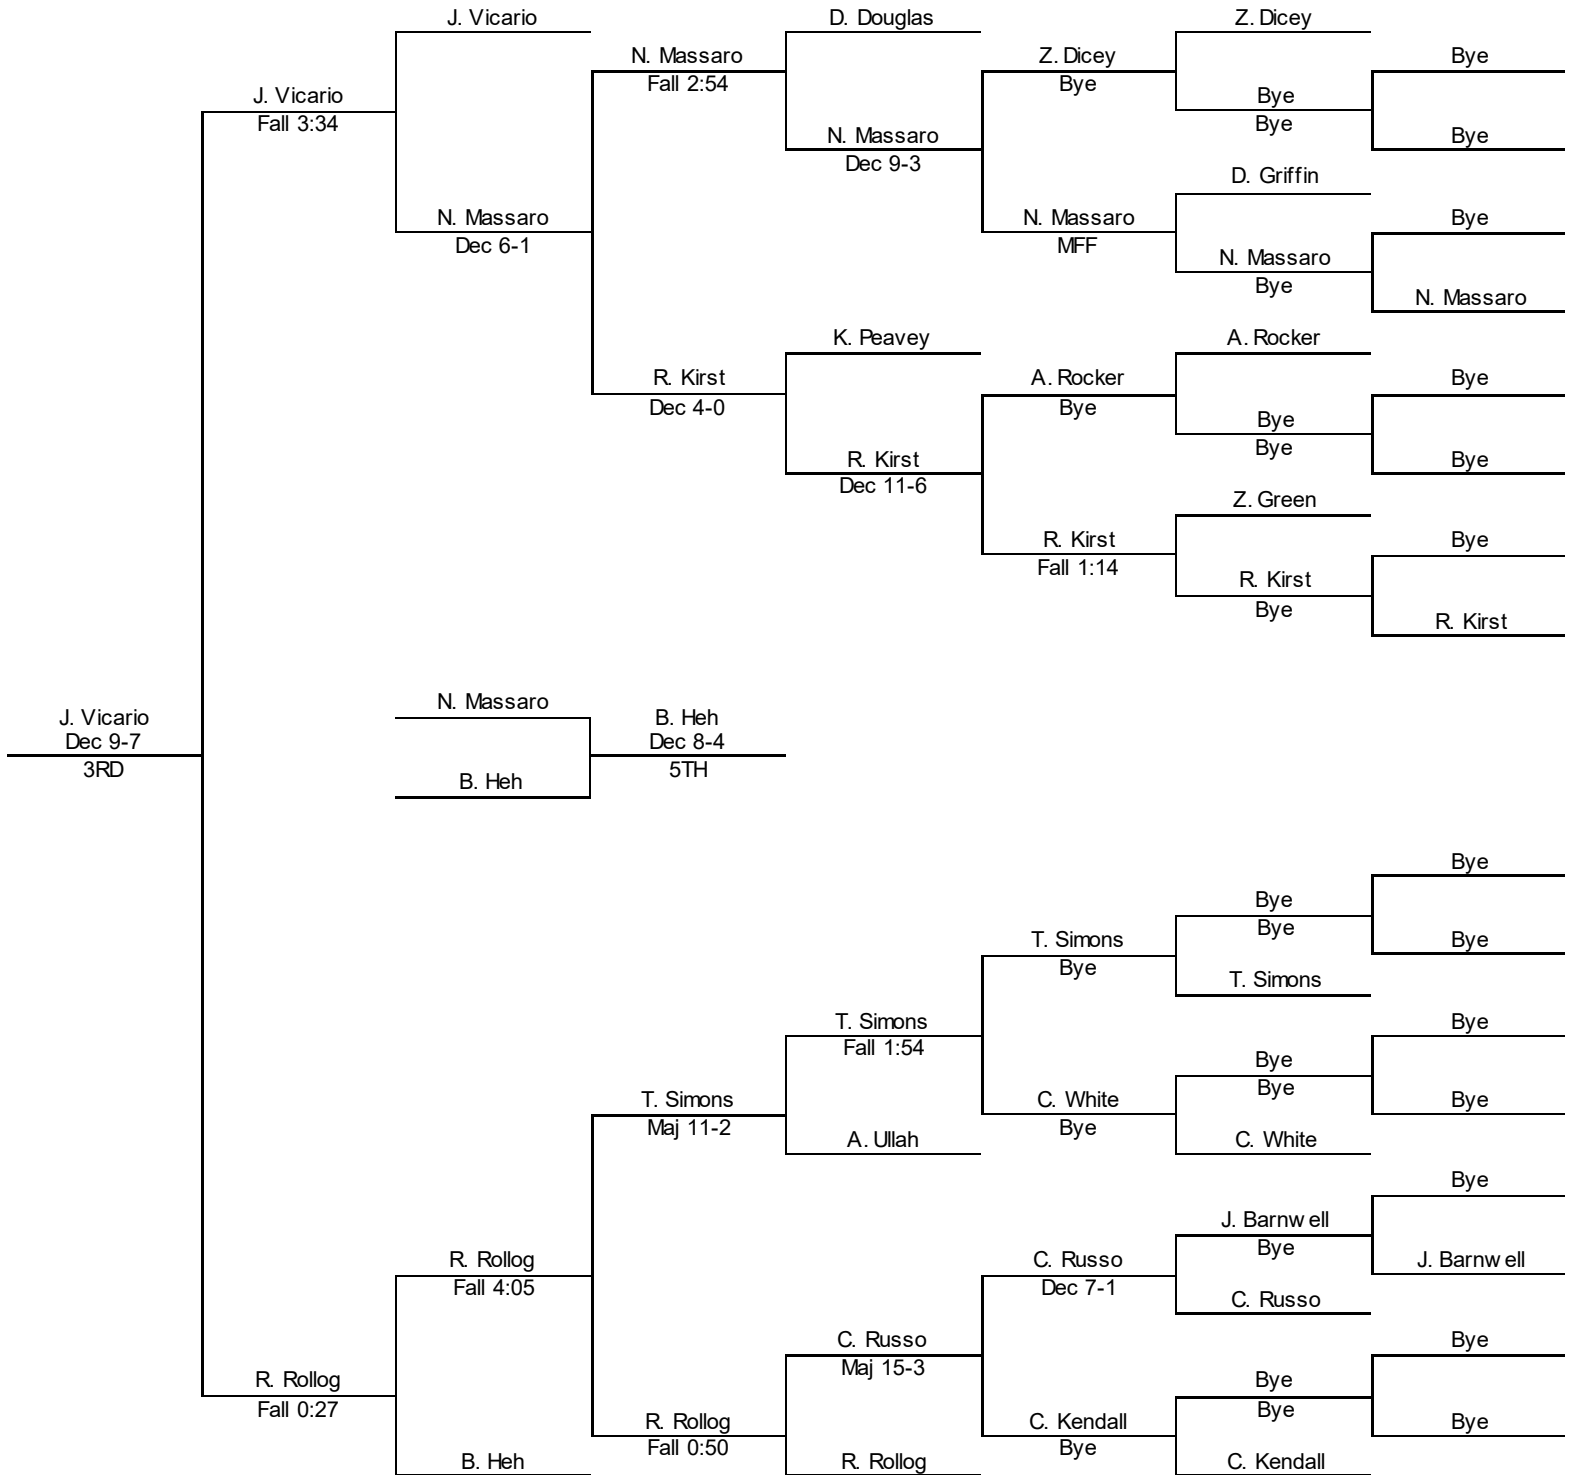 J. Vicario
D. Douglas
Z. Dicey
N. Massaro
Fall 2:54
Z. Dicey
Bye
Bye
J. Vicario
Fall 3:34
Bye
Bye
N. Massaro
Dec 9-3
Bye
D. Griffin
N. Massaro
Dec 6-1
N. Massaro
MFF
Bye
N. Massaro
Bye
N. Massaro
K. Peavey
A. Rocker
R. Kirst
Dec 4-0
A. Rocker
Bye
Bye
Bye
Bye
R. Kirst
Dec 11-6
Bye
Z. Green
R. Kirst
Fall 1:14
Bye
R. Kirst
Bye
R. Kirst
N. Massaro
J. Vicario
Dec 9-7
3RD
B. Heh
Dec 8-4
5TH
B. Heh
Bye
Bye
Bye
T. Simons
Bye
Bye
T. Simons
T. Simons
Fall 1:54
Bye
Bye
Bye
T. Simons
Maj 11-2
C. White
Bye
Bye
A. Ullah
C. White
Bye
J. Barnwell
Bye
R. Rollog
Fall 4:05
C. Russo
Dec 7-1
J. Barnwell
C. Russo
C. Russo
Maj 15-3
Bye
R. Rollog
Fall 0:27
Bye
Bye
R. Rollog
Fall 0:50
C. Kendall
Bye
Bye
B. Heh
R. Rollog
C. Kendall